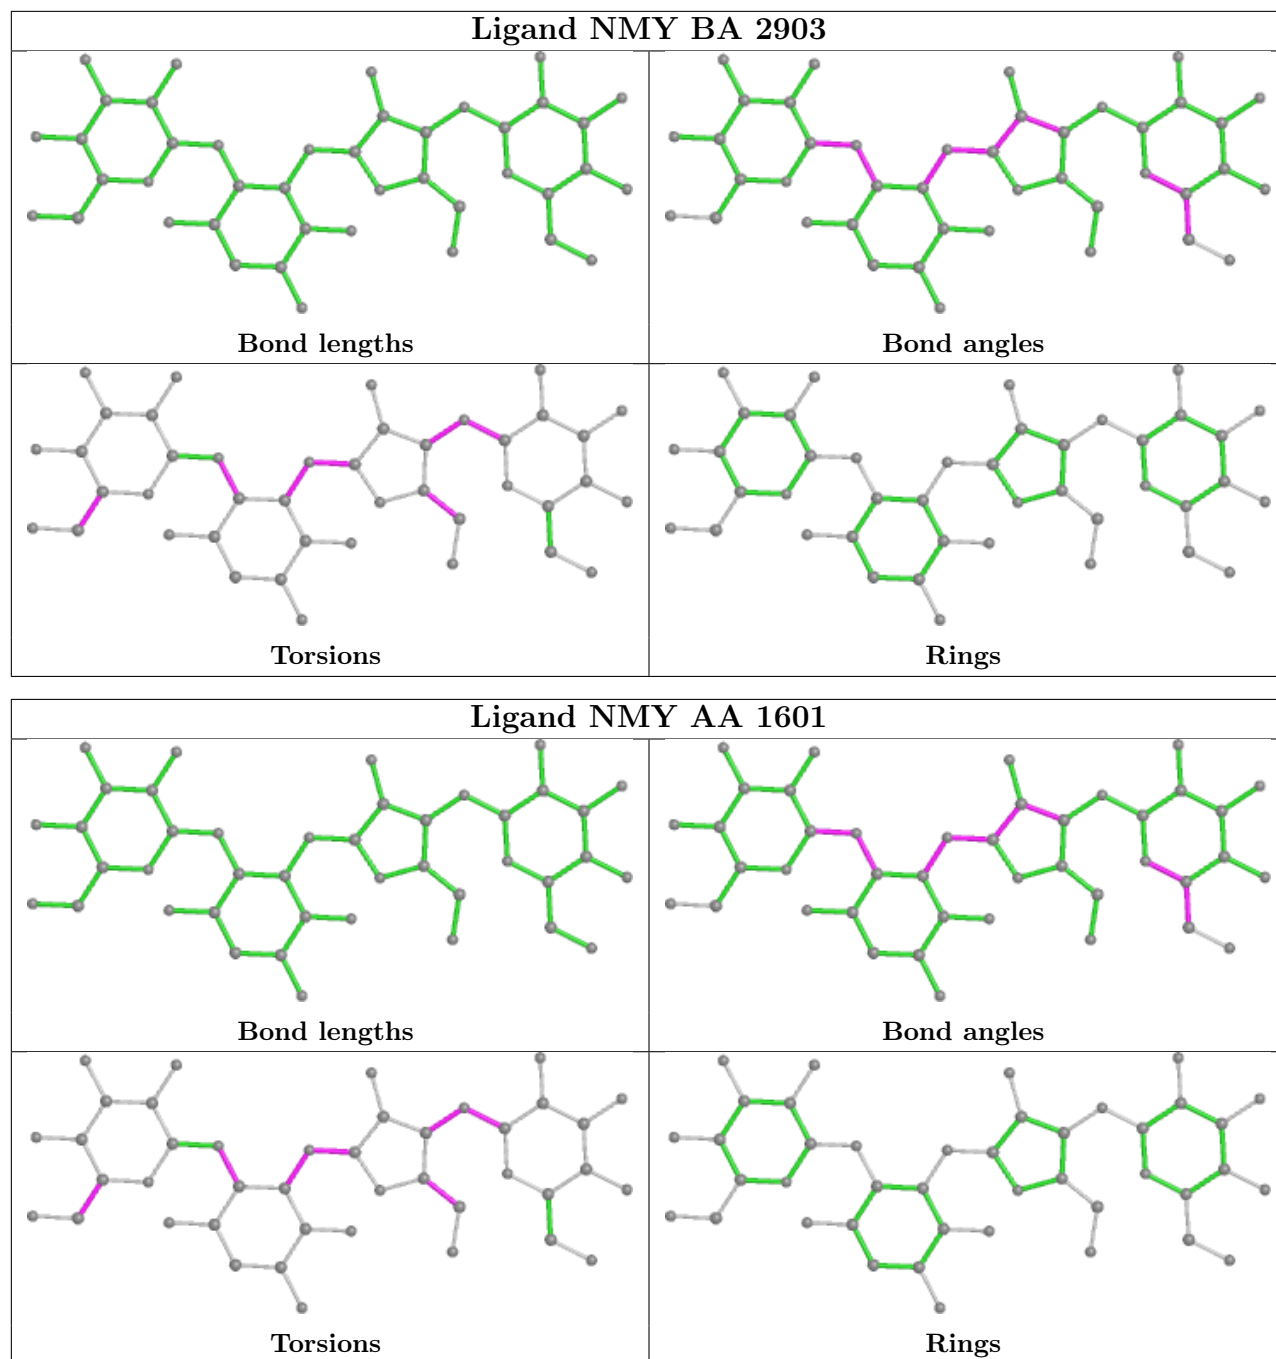 Ligand NMY BA 2903
Bond lengths
Bond angles
Torsions
Rings
Ligand NMY AA 1601
Bond lengths
Bond angles
Torsions
Rings